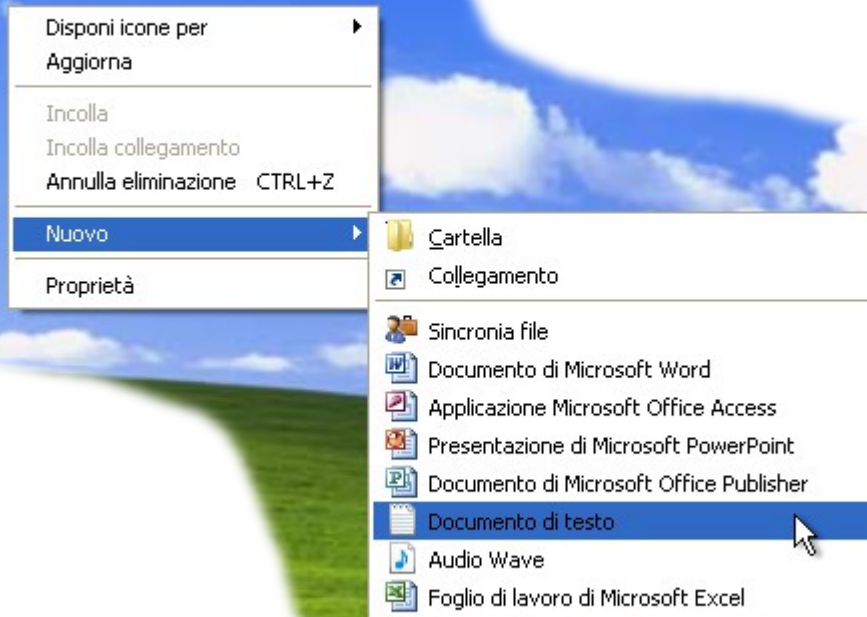 Disponi icone per
Aggiorna
Incolla
Incolla collegamento
Annulla eliminazione CTRL+Z
Nuovo
Proprietà
Cartella
Collegamento
Sincronia file
Documento di Microsoft Word
Applicazione Microsoft Office Access
Presentazione di Microsoft PowerPoint
Documento di Microsoft Office Publisher
Documento di testo
Audio Wave
Foglio di lavoro di Microsoft Excel